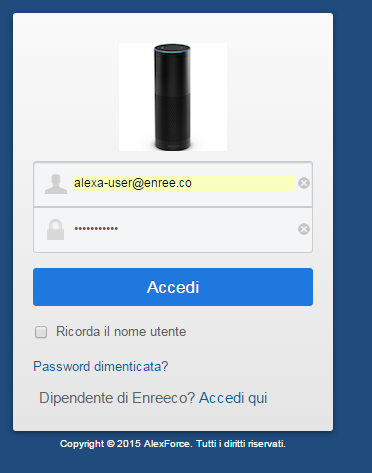 alexa-user@enree.co
•••••••••••
Accedi
Ricorda il nome utente
Password dimenticata?
Dipendente di Enreeco? Accedi qui
Copyright © 2015 AlexForce. Tutti i diritti riservati.